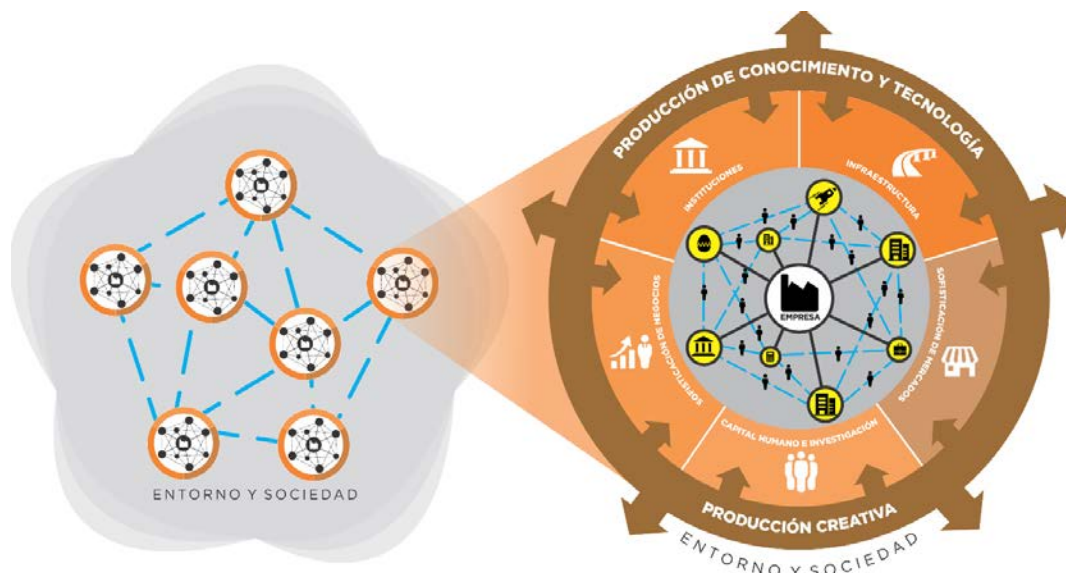 ENTORNO Y SOCIEDAD
PRODUCCIÓN DE CONOCIMIENTO Y TECNOLOGÍA
INSTITUCIONES
INFRAESTRUCTURA
SOFISTICACIÓN DE NEGOCIOS
EMPRESA
SOFISTICACIÓN DE MERCADOS
CAPITAL HUMANO E INVESTIGACIÓN
PRODUCCIÓN CREATIVA
ENTORNO Y SOCIEDAD